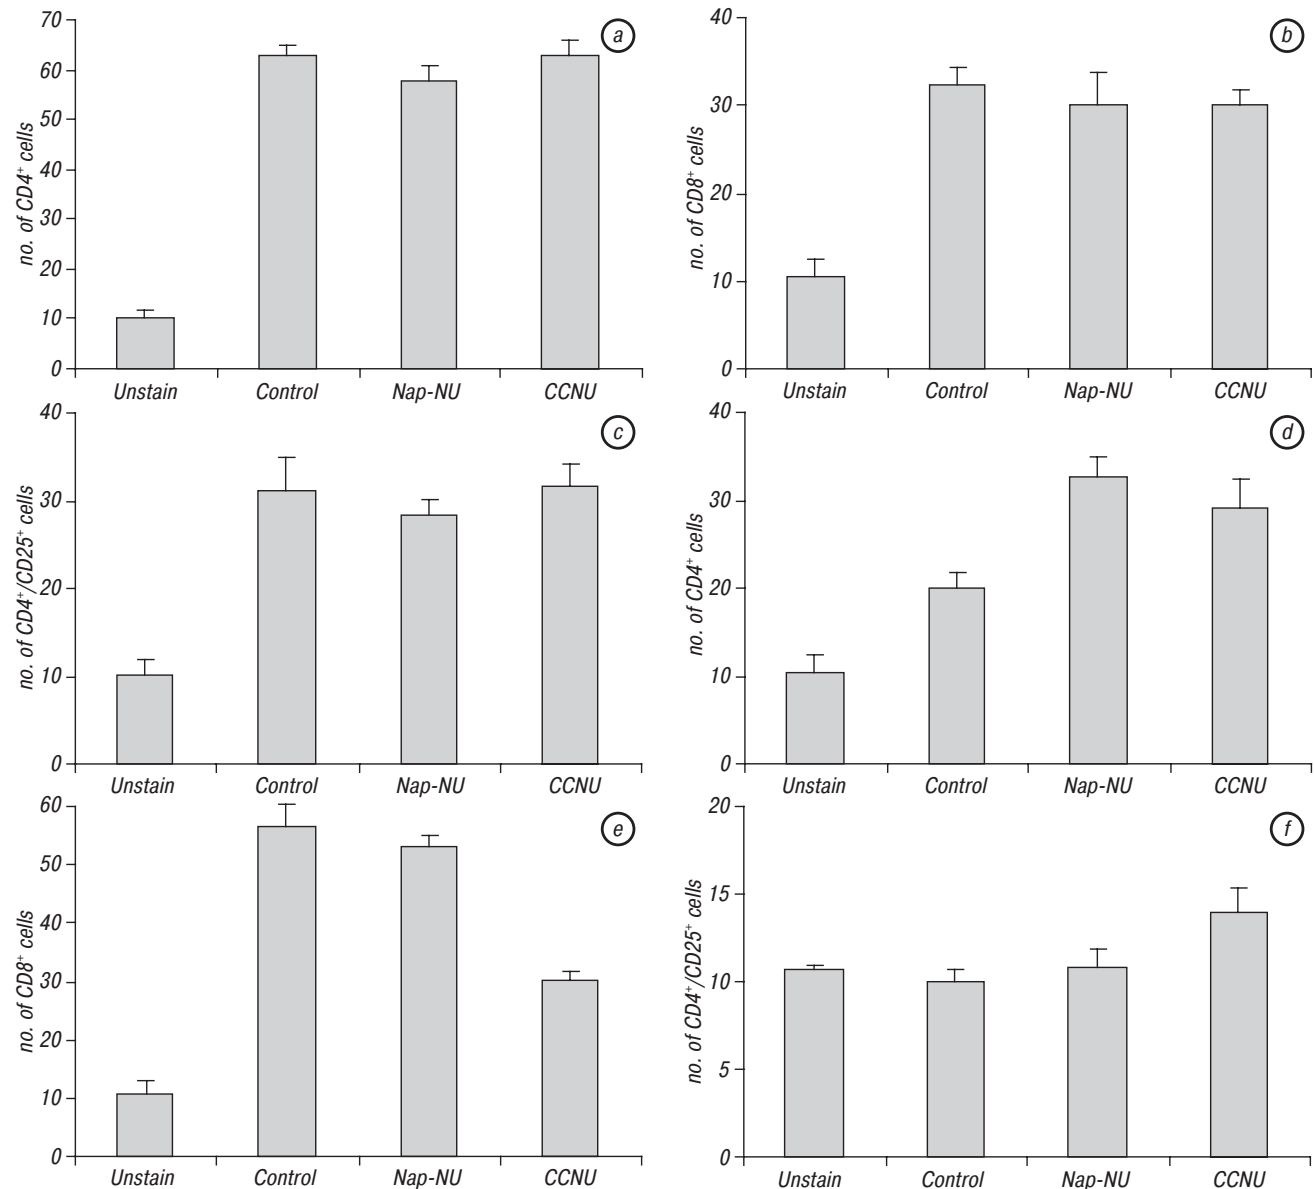 a
no. of CD4⁺ cells
70
60
50
40
30
20
10
0
Unstain Control Nap-NU CCNU
b
no. of CD8⁺ cells
40
30
20
10
0
Unstain Control Nap-NU CCNU
c
no. of CD4⁺/CD25⁺ cells
40
30
20
10
0
Unstain Control Nap-NU CCNU
d
no. of CD4⁺ cells
40
30
20
10
0
Unstain Control Nap-NU CCNU
e
no. of CD8⁺ cells
60
50
40
30
20
10
0
Unstain Control Nap-NU CCNU
f
no. of CD4⁺/CD25⁺ cells
20
15
10
5
0
Unstain Control Nap-NU CCNU